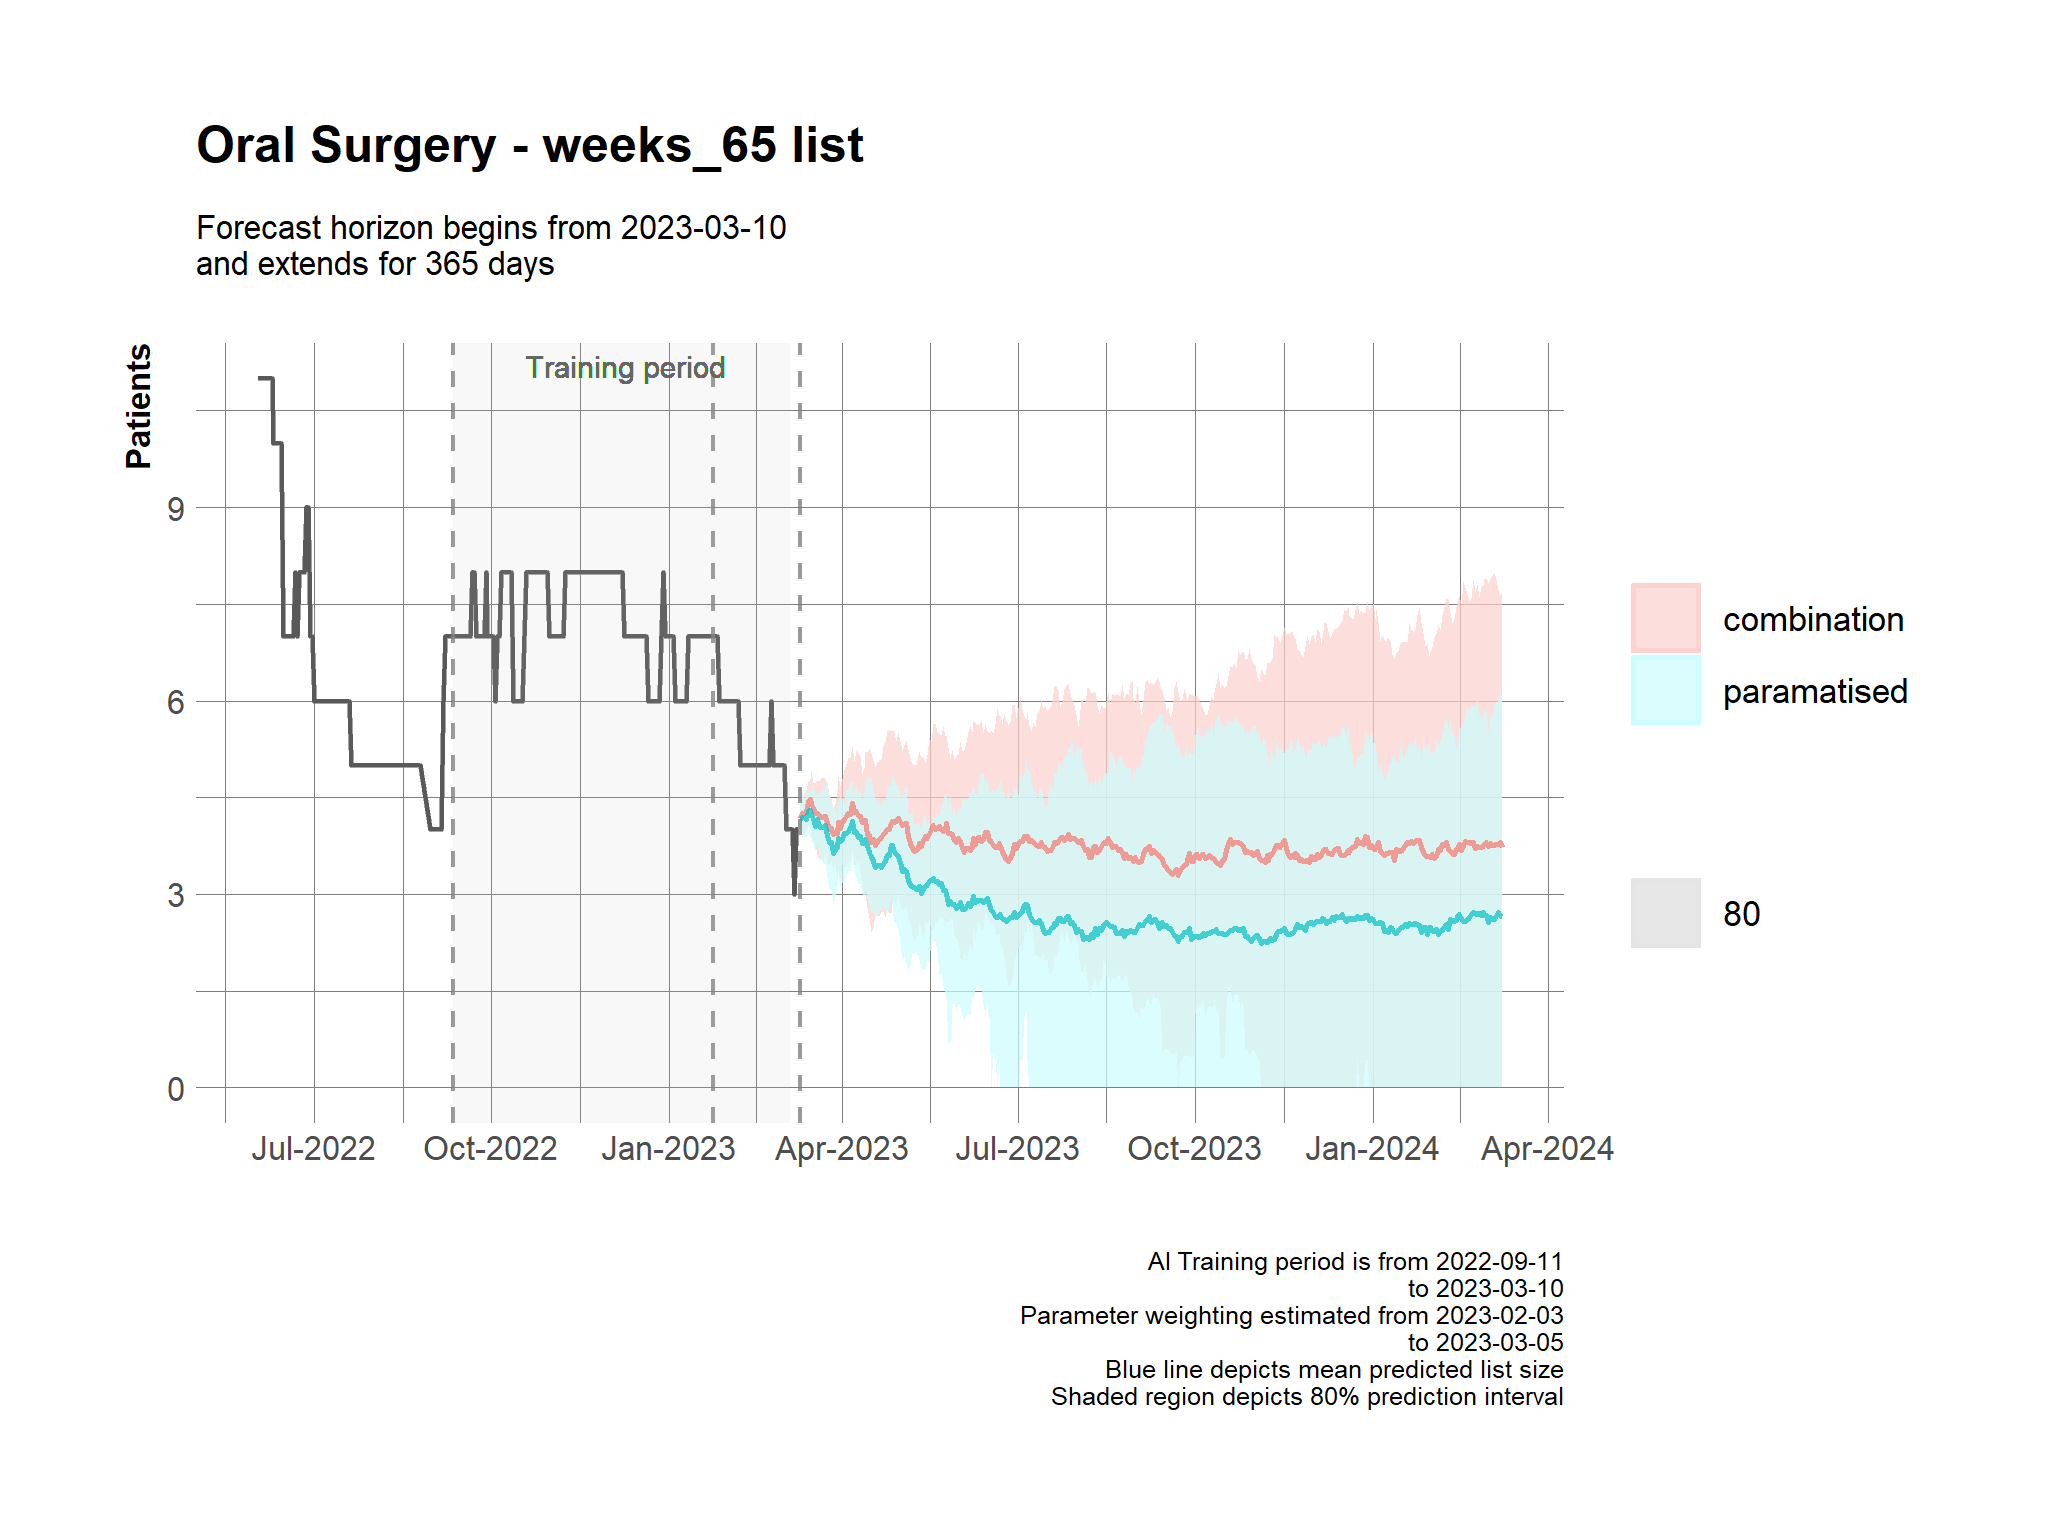 Oral Surgery - weeks_65 list
Forecast horizon begins from 2023-03-10
and extends for 365 days
Patients
Training period
9
6
3
0
Jul-2022
Oct-2022
Jan-2023
Apr-2023
Jul-2023
Oct-2023
Jan-2024
Apr-2024
combination
paramatised
80
AI Training period is from 2022-09-11
to 2023-03-10
Parameter weighting estimated from 2023-02-03
to 2023-03-05
Blue line depicts mean predicted list size
Shaded region depicts 80% prediction interval